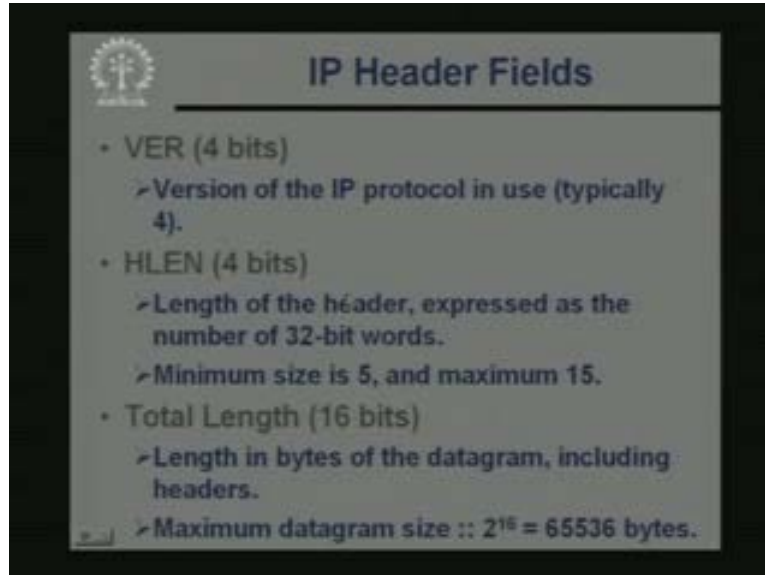 IP Header Fields
• VER (4 bits)
➢Version of the IP protocol in use (typically
4).
• HLEN (4 bits)
➢Length of the header, expressed as the
number of 32-bit words.
➢Minimum size is 5, and maximum 15.
• Total Length (16 bits)
➢Length in bytes of the datagram, including
headers.
➢Maximum datagram size :: 2¹⁶ = 65536 bytes.